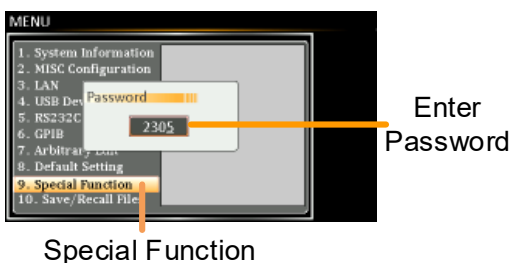 MENU
1. System Information
2. MISC Configuration
3. LAN
4. USB Dev
Password
5. RS232C
2305
6. GPIB
7. Arbitrary Edit
8. Default Setting
9. Special Function
10. Save/Recall File
Enter
Password
Special Function